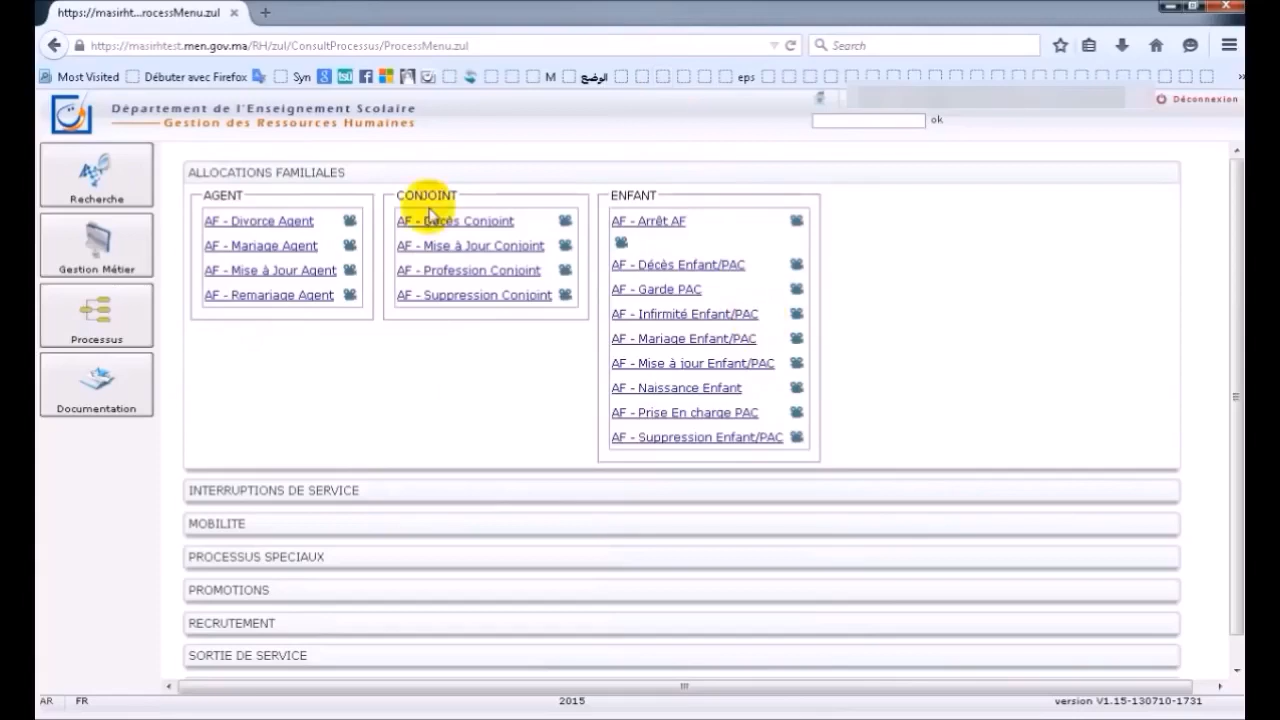 https://masirht...rocessMenu.zul
https://masirhtest.men.gov.ma/RH/zul/ConsultProcessus/ProcessMenu.zul
Search
Most Visited Débuter avec Firefox Syn M الوضع eps
Département de l'Enseignement Scolaire
Gestion des Ressources Humaines
Déconnexion
ok
Recherche
Gestion Métier
Processus
Documentation
ALLOCATIONS FAMILIALES
AGENT
AF - Divorce Agent
AF - Mariage Agent
AF - Mise à Jour Agent
AF - Remariage Agent
CONJOINT
AF - Décès Conjoint
AF - Mise à Jour Conjoint
AF - Profession Conjoint
AF - Suppression Conjoint
ENFANT
AF - Arrêt AF
AF - Décès Enfant/PAC
AF - Garde PAC
AF - Infirmité Enfant/PAC
AF - Mariage Enfant/PAC
AF - Mise à jour Enfant/PAC
AF - Naissance Enfant
AF - Prise En charge PAC
AF - Suppression Enfant/PAC
INTERRUPTIONS DE SERVICE
MOBILITE
PROCESSUS SPECIAUX
PROMOTIONS
RECRUTEMENT
SORTIE DE SERVICE
AR FR 2015 version V1.15-130710-1731